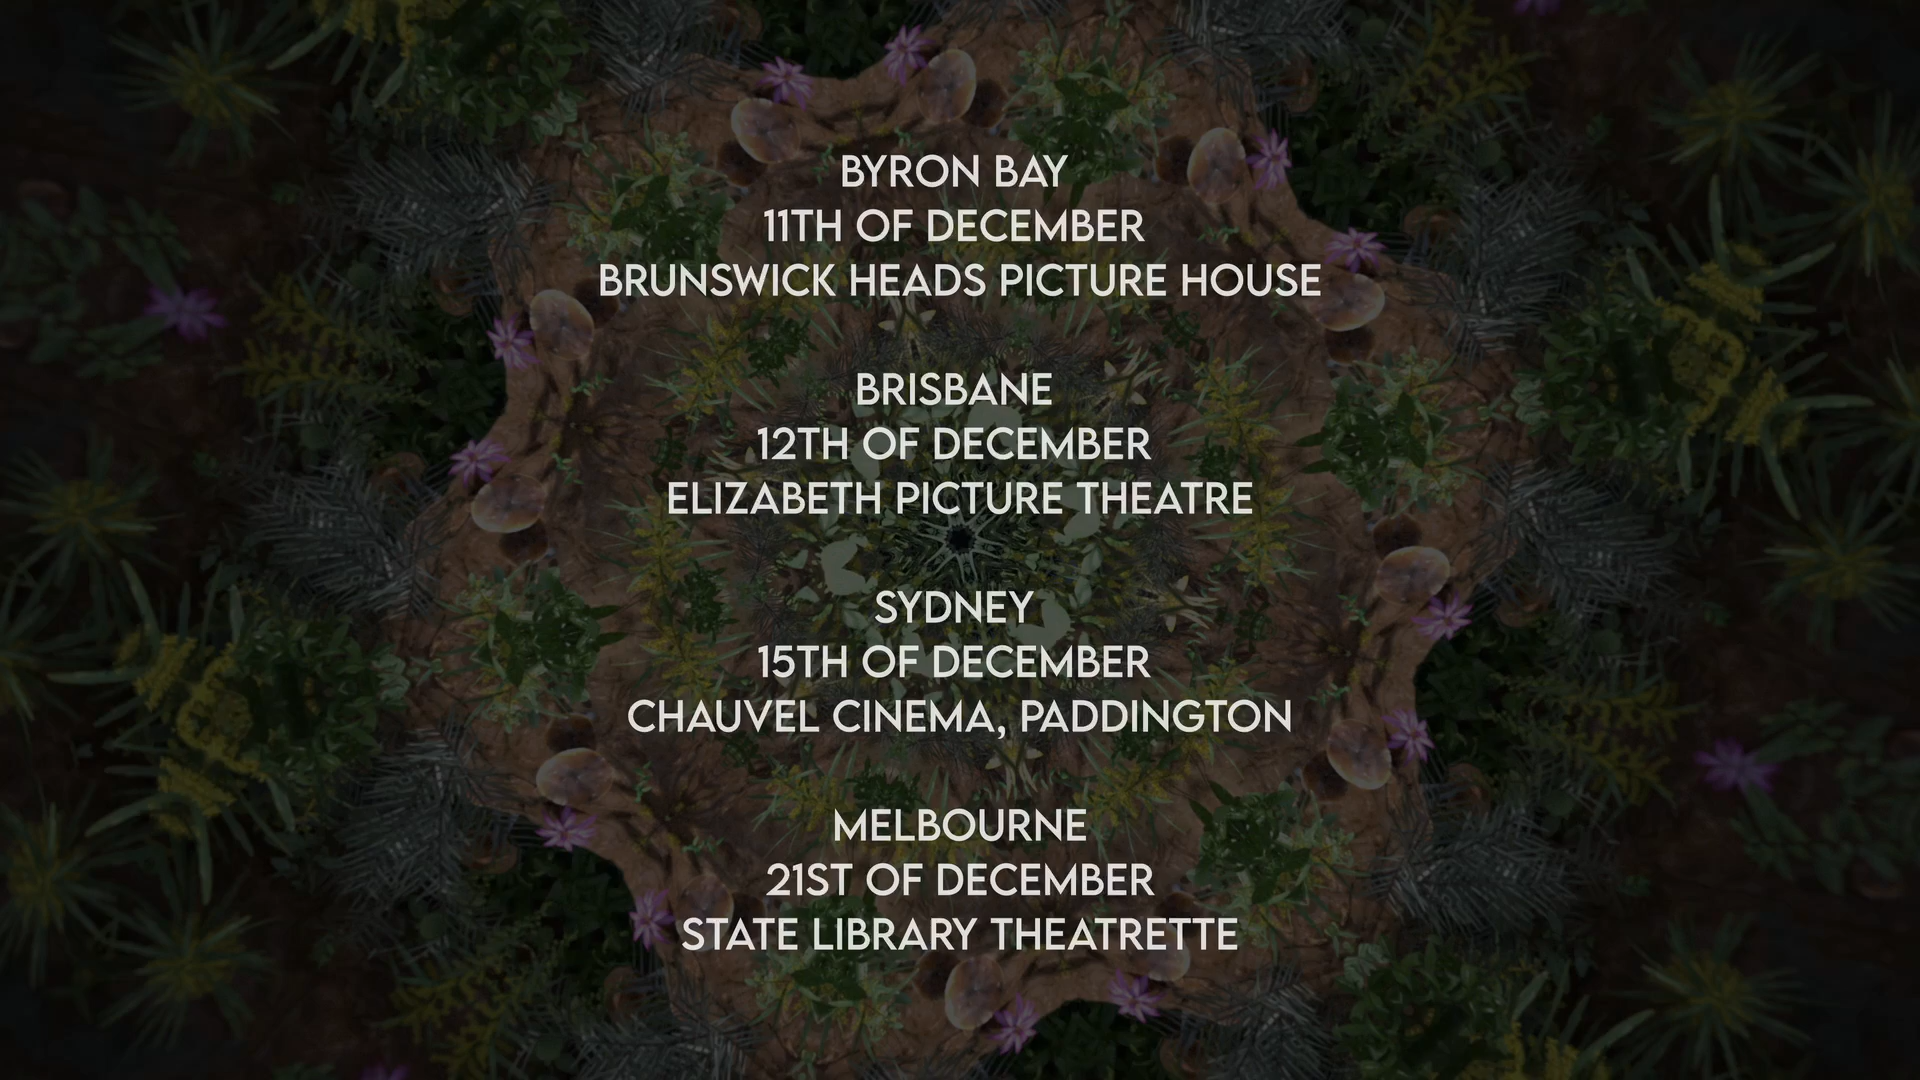 BYRON BAY
11TH OF DECEMBER
BRUNSWICK HEADS PICTURE HOUSE
BRISBANE
12TH OF DECEMBER
ELIZABETH PICTURE THEATRE
SYDNEY
15TH OF DECEMBER
CHAUVEL CINEMA, PADDINGTON
MELBOURNE
21ST OF DECEMBER
STATE LIBRARY THEATRETTE